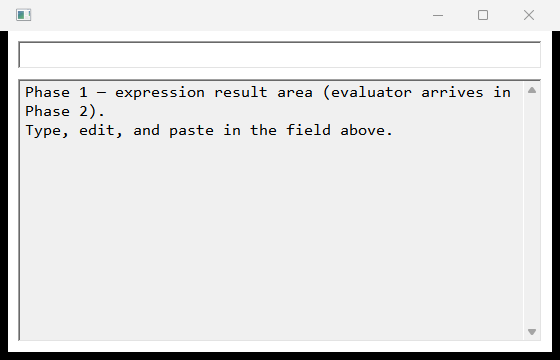 Phase 1 — expression result area (evaluator arrives in
Phase 2).
Type, edit, and paste in the field above.